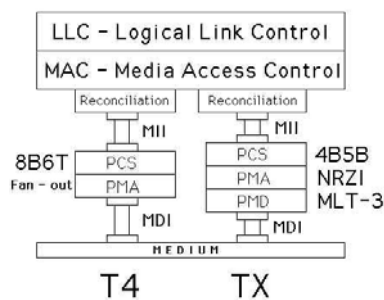 LLC - Logical Link Control
MAC - Media Access Control
Reconciliation Reconciliation
MII MII
8B6T PCS PCS 4B5B
Fan - out PMA PMA NRZI
PMD MLT-3
MDI MDI
MEDIUM
T4 TX